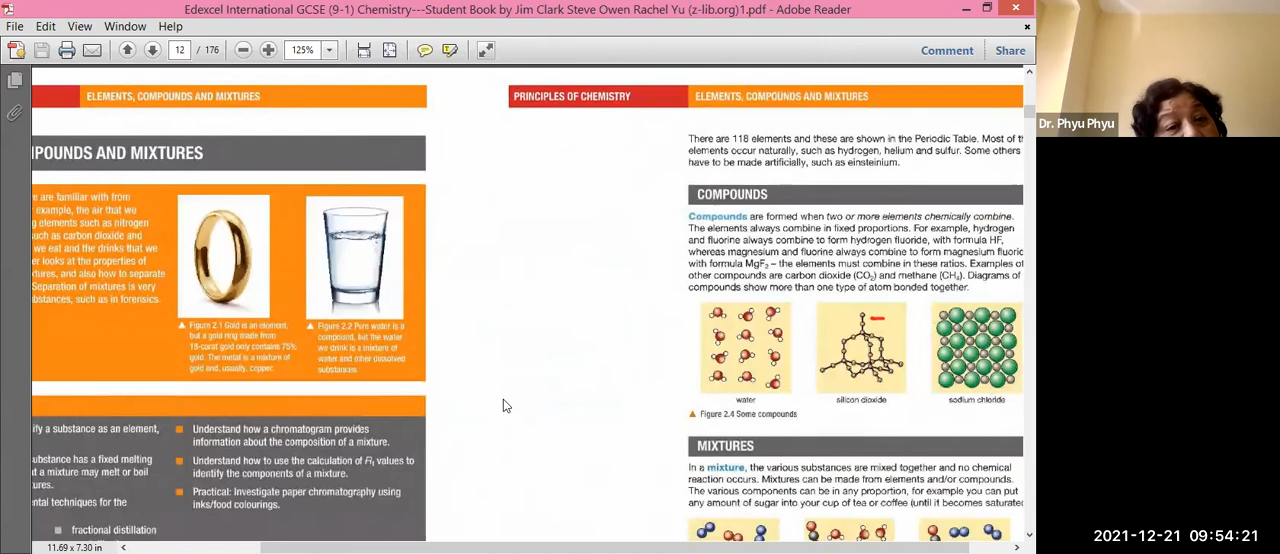 Edexcel International GCSE (9-1) Chemistry---Student Book by Jim Clark Steve Owen Rachel Yu (z-lib.org)1.pdf - Adobe Reader
File Edit View Window Help
12 / 176
125%
Comment Share
ELEMENTS, COMPOUNDS AND MIXTURES
POUNDS AND MIXTURES
e are familiar with from
example, the air that we
g elements such as nitrogen
such as carbon dioxide and
we eat and the drinks that we
er looks at the properties of
xtures, and also how to separate
Separation of mixtures is very
bstances, such as in forensics.
Figure 2.1 Gold is an element,
but a gold ring made from
18-carat gold only contains 75%
gold. The metal is a mixture of
gold and, usually, copper.
Figure 2.2 Pure water is a
compound, but the water
we drink is a mixture of
water and other dissolved
substances.
ify a substance as an element,
ubstance has a fixed melting
t a mixture may melt or boil
tures.
ental techniques for the
fractional distillation
Understand how a chromatogram provides
information about the composition of a mixture.
Understand how to use the calculation of Rf values to
identify the components of a mixture.
Practical: Investigate paper chromatography using
inks/food colourings.
PRINCIPLES OF CHEMISTRY
ELEMENTS, COMPOUNDS AND MIXTURES
There are 118 elements and these are shown in the Periodic Table. Most of th
elements occur naturally, such as hydrogen, helium and sulfur. Some others
have to be made artificially, such as einsteinium.
COMPOUNDS
Compounds are formed when two or more elements chemically combine.
The elements always combine in fixed proportions. For example, hydrogen
and fluorine always combine to form hydrogen fluoride, with formula HF,
whereas magnesium and fluorine always combine to form magnesium fluoric
with formula MgF₂ – the elements must combine in these ratios. Examples of
other compounds are carbon dioxide (CO₂) and methane (CH₄). Diagrams of
compounds show more than one type of atom bonded together.
water
silicon dioxide
sodium chloride
Figure 2.4 Some compounds
MIXTURES
In a mixture, the various substances are mixed together and no chemical
reaction occurs. Mixtures can be made from elements and/or compounds.
The various components can be in any proportion, for example you can put
any amount of sugar into your cup of tea or coffee (until it becomes saturate
11.69 x 7.30 in
Dr. Phyu Phyu
2021-12-21 09:54:21